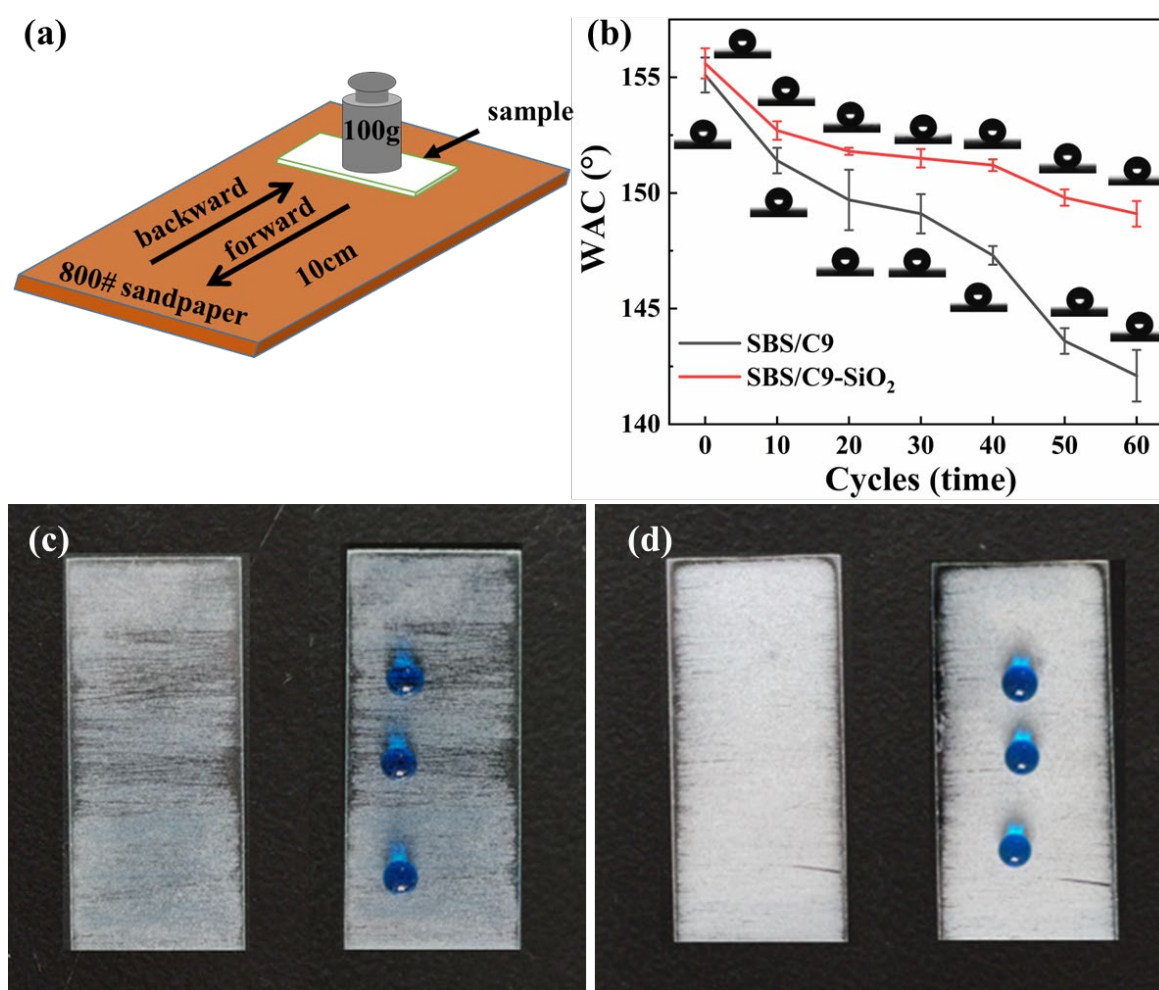 (a)
100g
sample
backward
forward
10cm
800# sandpaper
(b)
WAC (°)
155
150
145
140
SBS/C9
SBS/C9-SiO₂
0 10 20 30 40 50 60
Cycles (time)
(c)
(d)